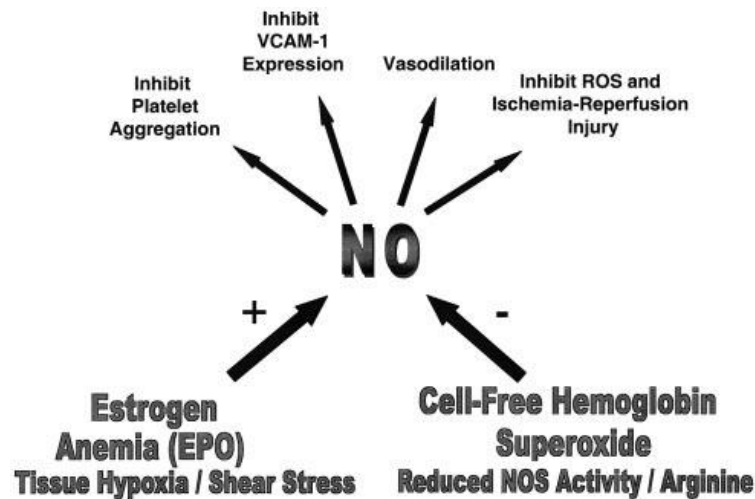 Inhibit
VCAM-1
Expression
Vasodilation
Inhibit
Platelet
Aggregation
Inhibit ROS and
Ischemia-Reperfusion
Injury
NO
+
-
Estrogen
Anemia (EPO)
Tissue Hypoxia / Shear Stress
Cell-Free Hemoglobin
Superoxide
Reduced NOS Activity / Arginine